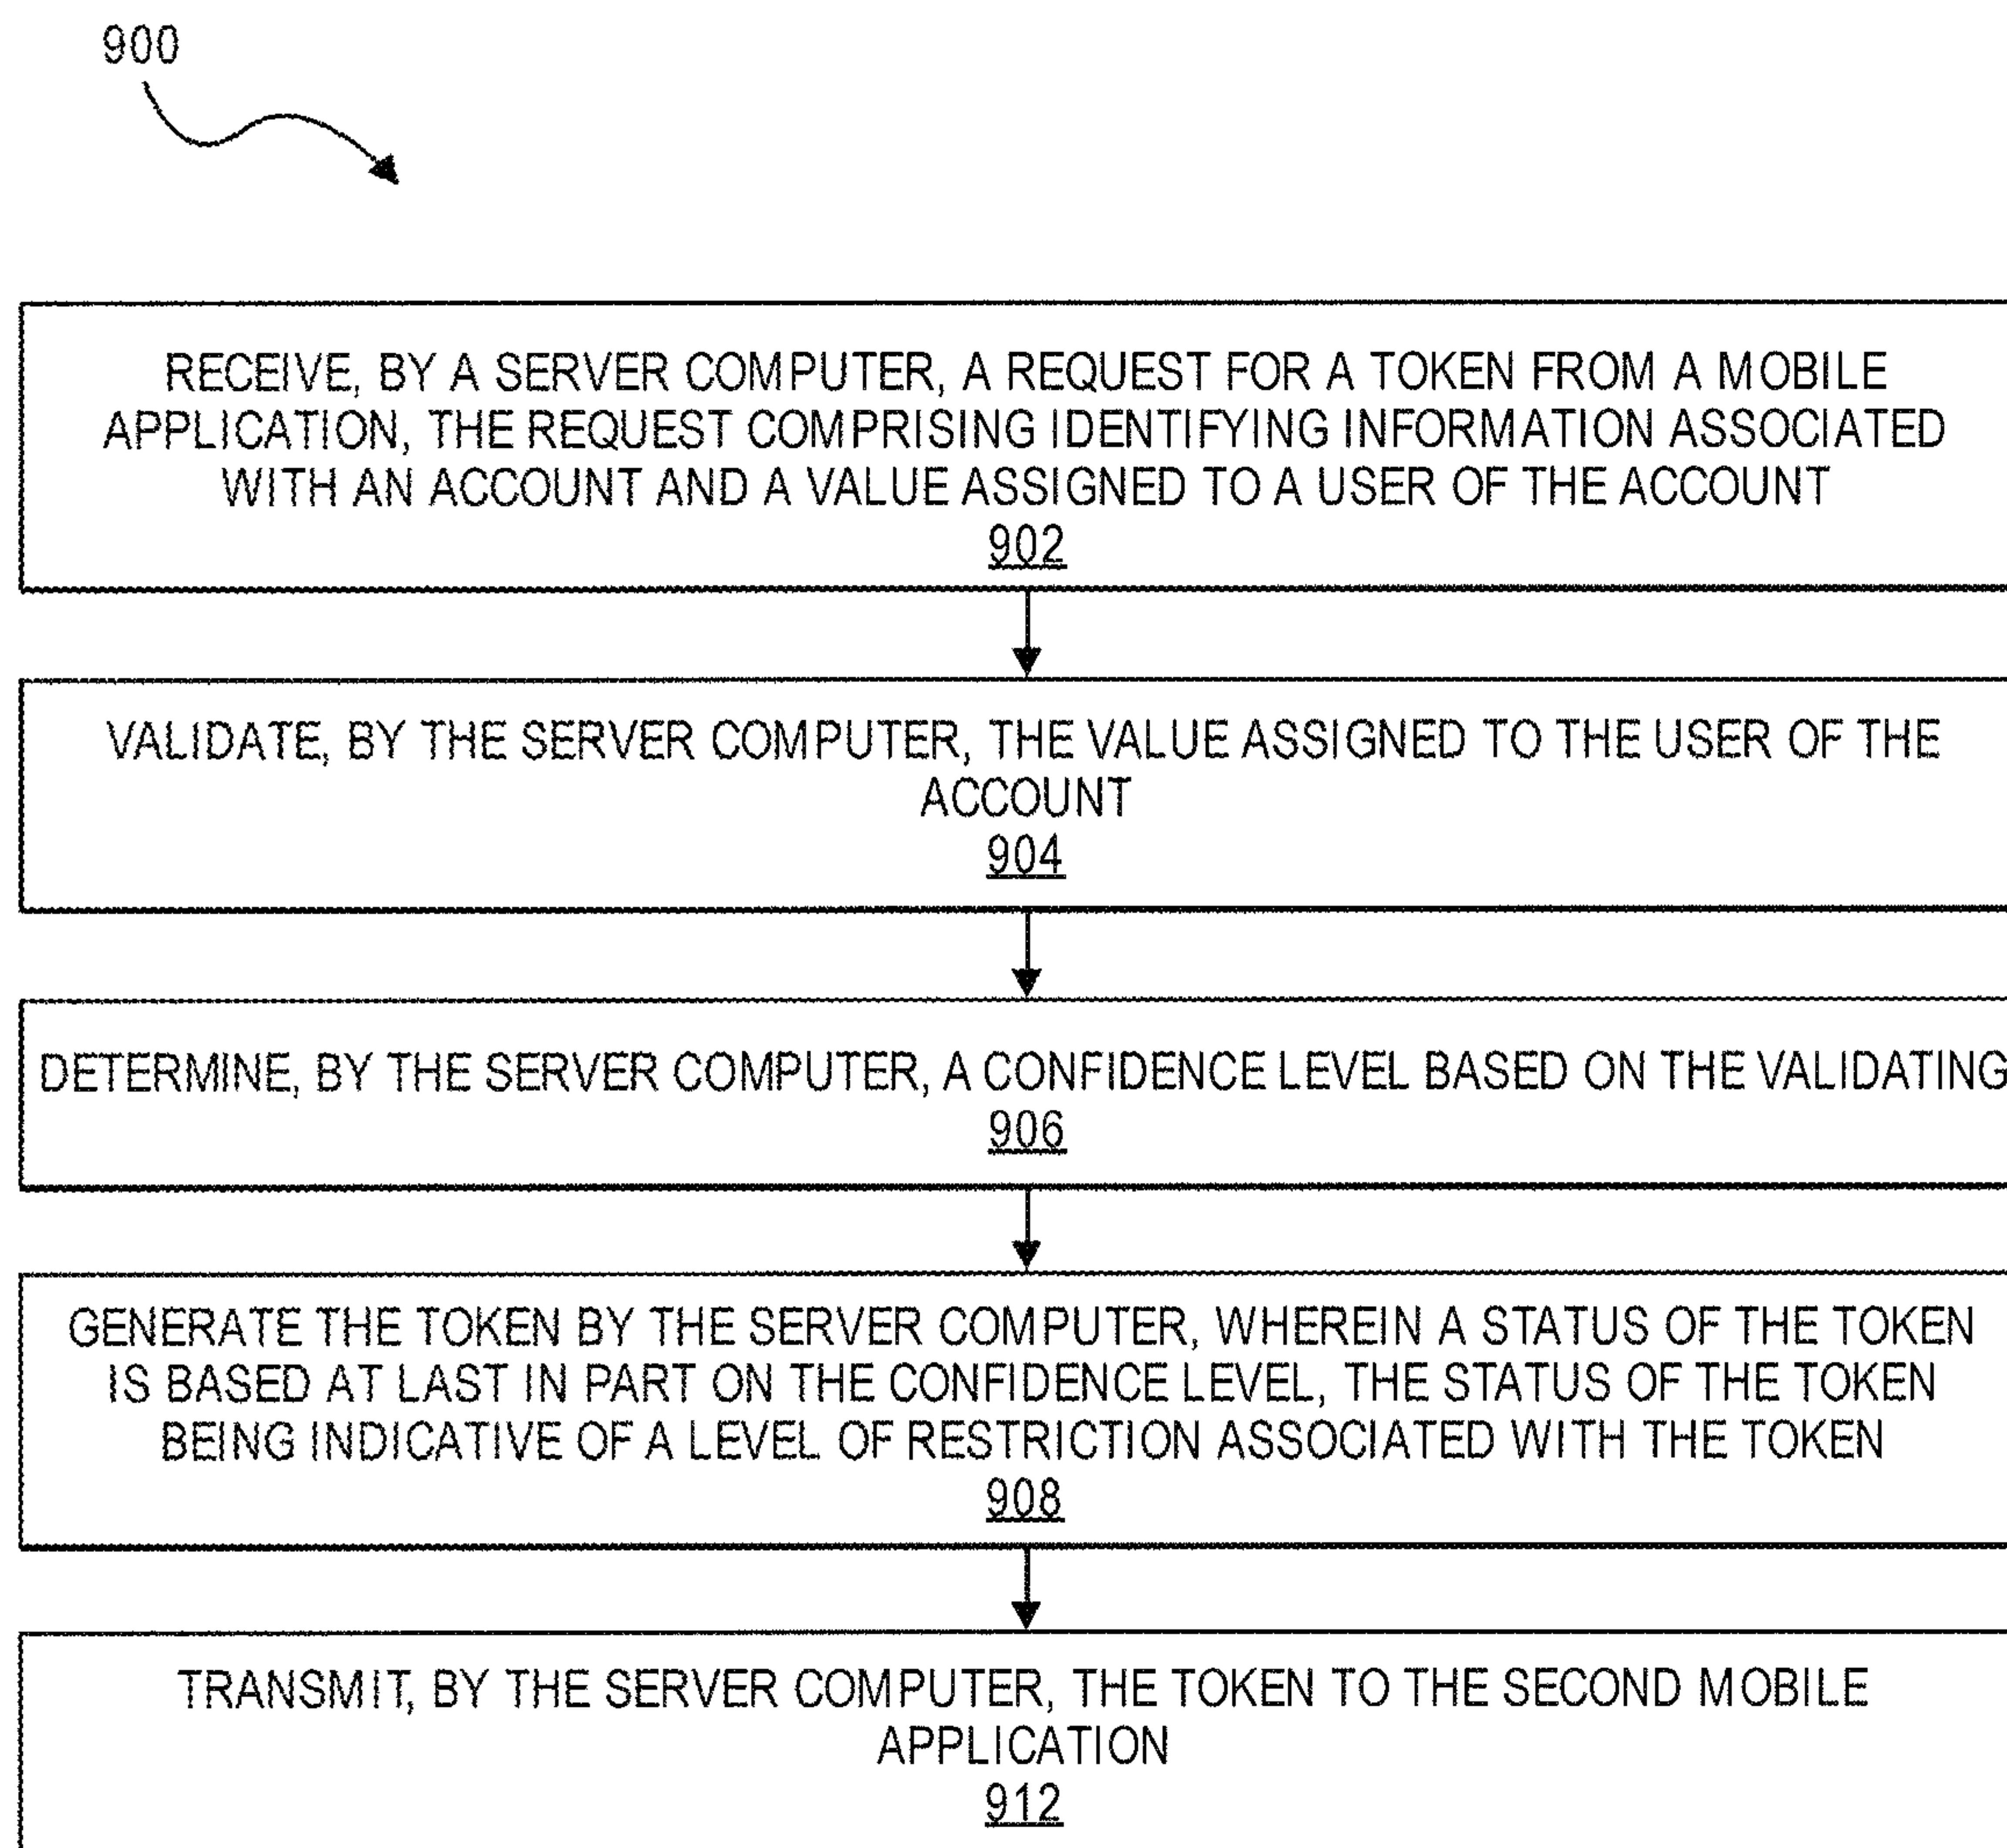 900
RECEIVE, BY A SERVER COMPUTER, A REQUEST FOR A TOKEN FROM A MOBILE
APPLICATION, THE REQUEST COMPRISING IDENTIFYING INFORMATION ASSOCIATED
WITH AN ACCOUNT AND A VALUE ASSIGNED TO A USER OF THE ACCOUNT
902
VALIDATE, BY THE SERVER COMPUTER, THE VALUE ASSIGNED TO THE USER OF THE
ACCOUNT
904
DETERMINE, BY THE SERVER COMPUTER, A CONFIDENCE LEVEL BASED ON THE VALIDATING
906
GENERATE THE TOKEN BY THE SERVER COMPUTER, WHEREIN A STATUS OF THE TOKEN
IS BASED AT LAST IN PART ON THE CONFIDENCE LEVEL, THE STATUS OF THE TOKEN
BEING INDICATIVE OF A LEVEL OF RESTRICTION ASSOCIATED WITH THE TOKEN
908
TRANSMIT, BY THE SERVER COMPUTER, THE TOKEN TO THE SECOND MOBILE
APPLICATION
912